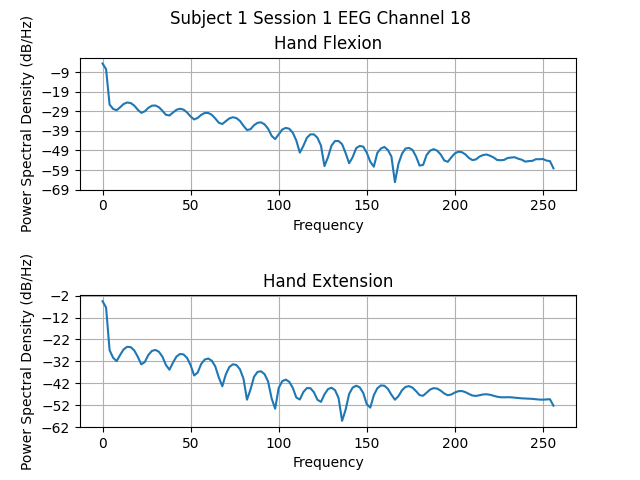 Subject 1 Session 1 EEG Channel 18
Hand Flexion
Power Spectral Density (dB/Hz)
−9
−19
−29
−39
−49
−59
−69
0 50 100 150 200 250
Frequency
Hand Extension
Power Spectral Density (dB/Hz)
−2
−12
−22
−32
−42
−52
−62
0 50 100 150 200 250
Frequency